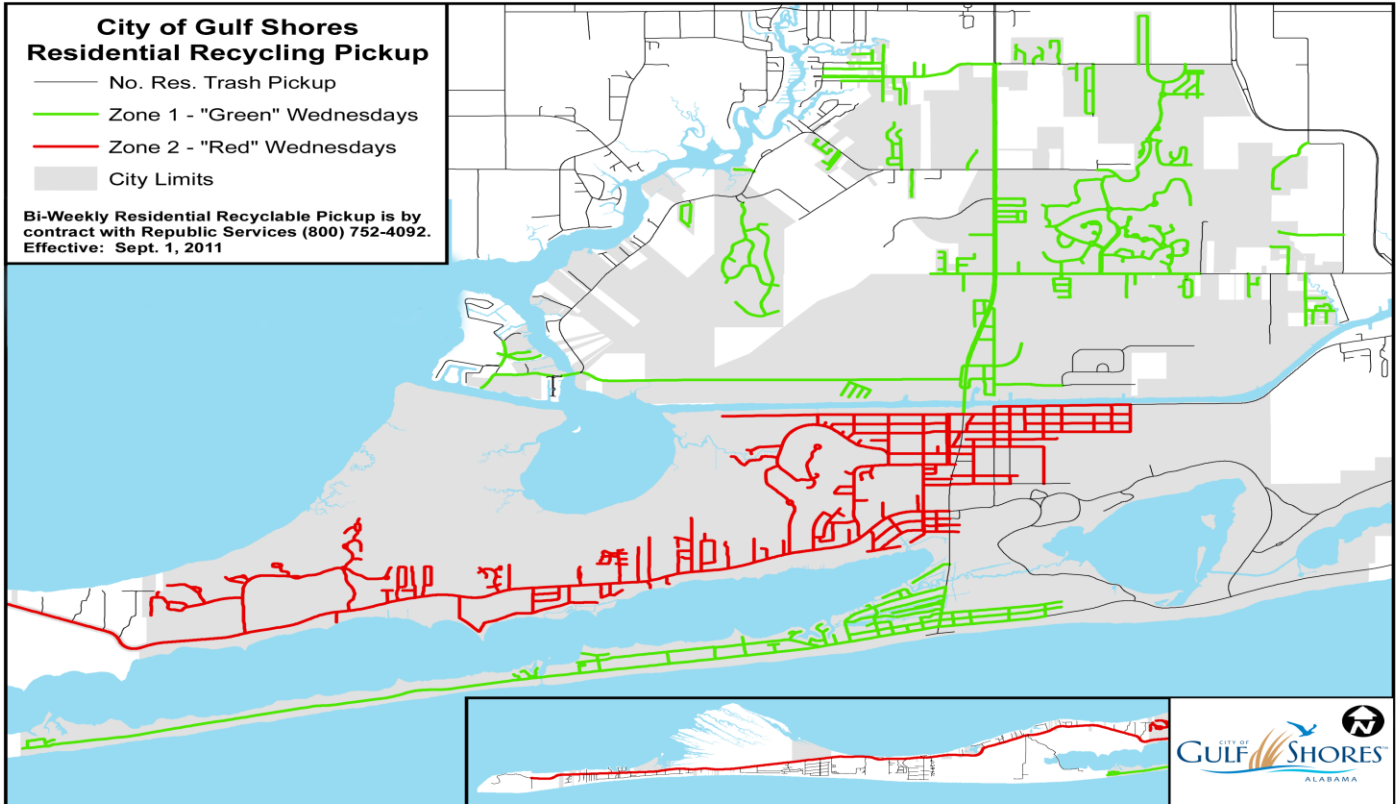 City of Gulf Shores
Residential Recycling Pickup
No. Res. Trash Pickup
Zone 1 - "Green" Wednesdays
Zone 2 - "Red" Wednesdays
City Limits
Bi-Weekly Residential Recyclable Pickup is by
contract with Republic Services (800) 752-4092.
Effective: Sept. 1, 2011
N
CITY OF
GULF SHORES
ALABAMA